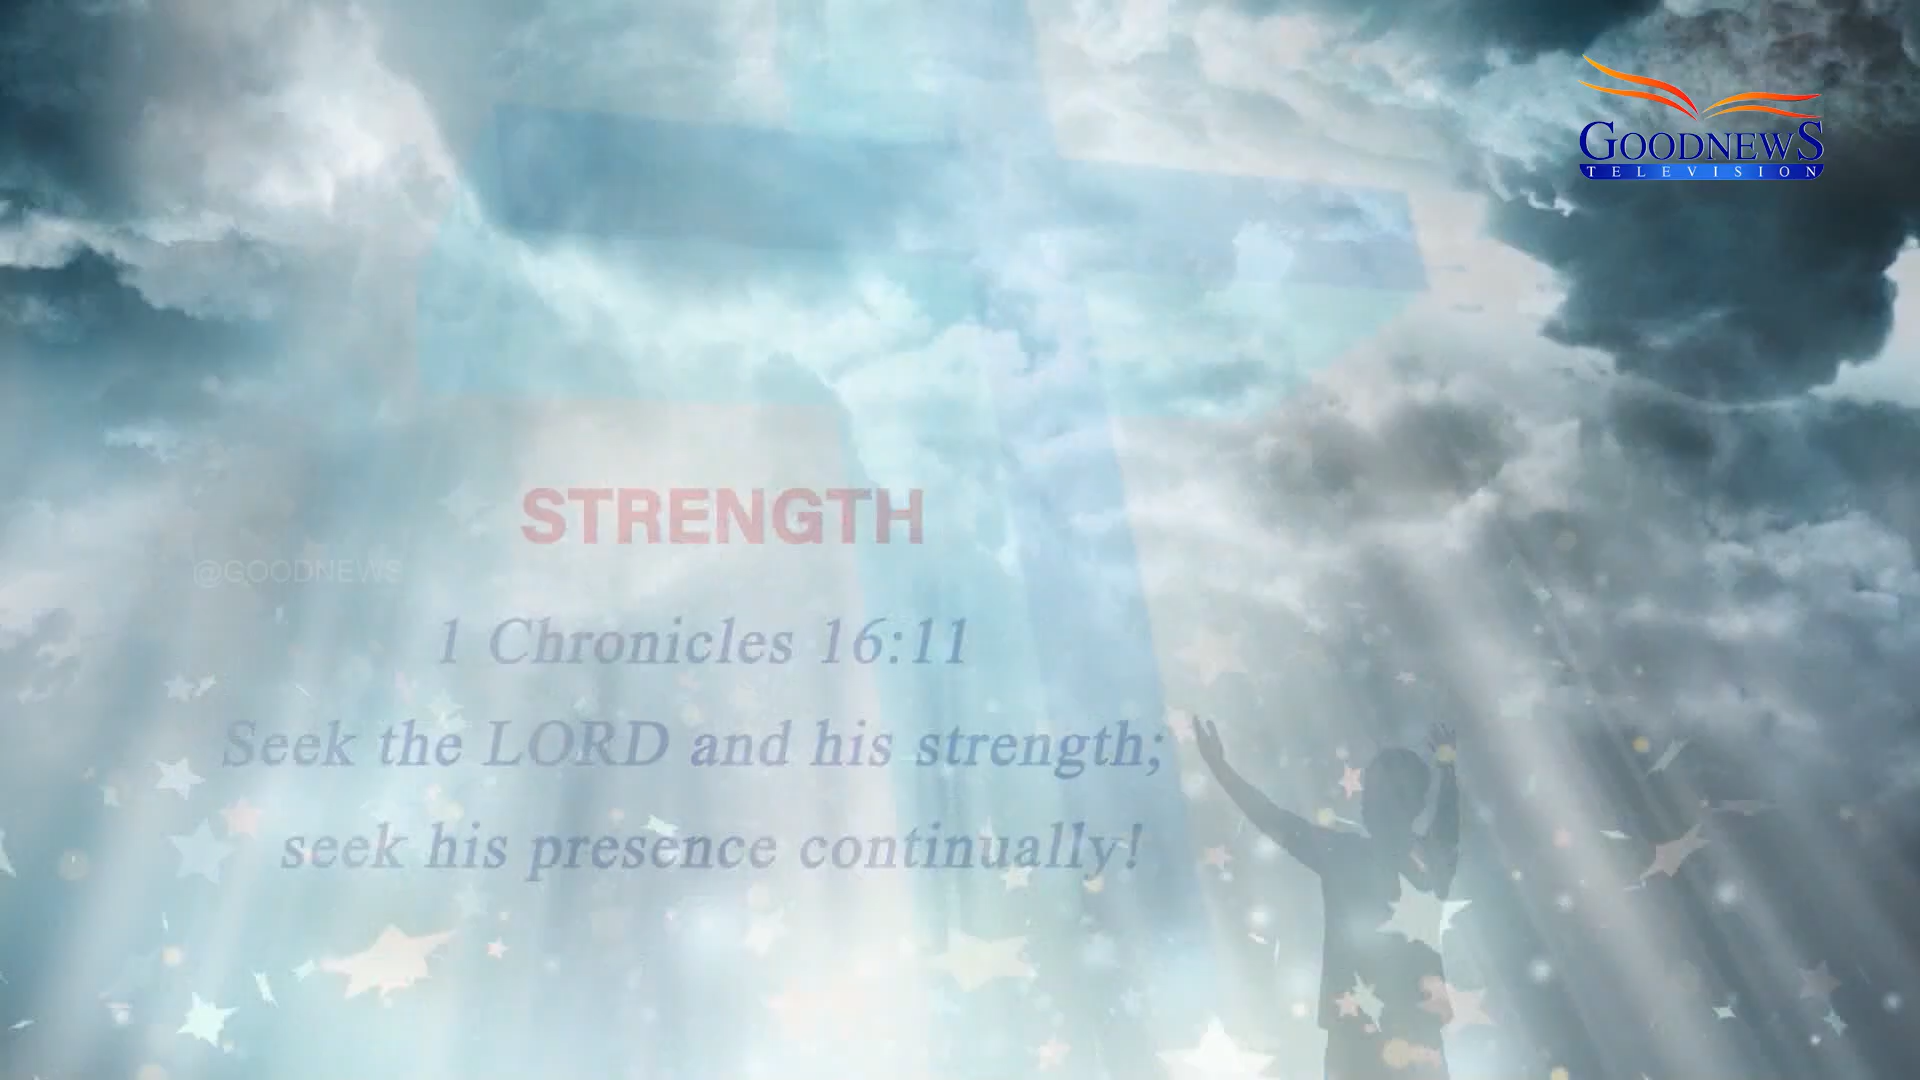 GOODNEWS
TELEVISION
STRENGTH
@GOODNEWS
1 Chronicles 16:11
Seek the LORD and his strength;
seek his presence continually!